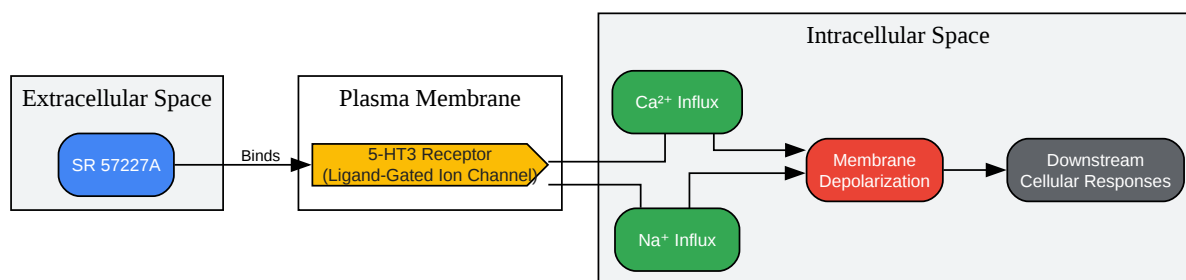 Extracellular Space
SR 57227A
Binds
Plasma Membrane
5-HT3 Receptor
(Ligand-Gated Ion Channel)
Intracellular Space
Ca²⁺ Influx
Na⁺ Influx
Membrane
Depolarization
Downstream
Cellular Responses